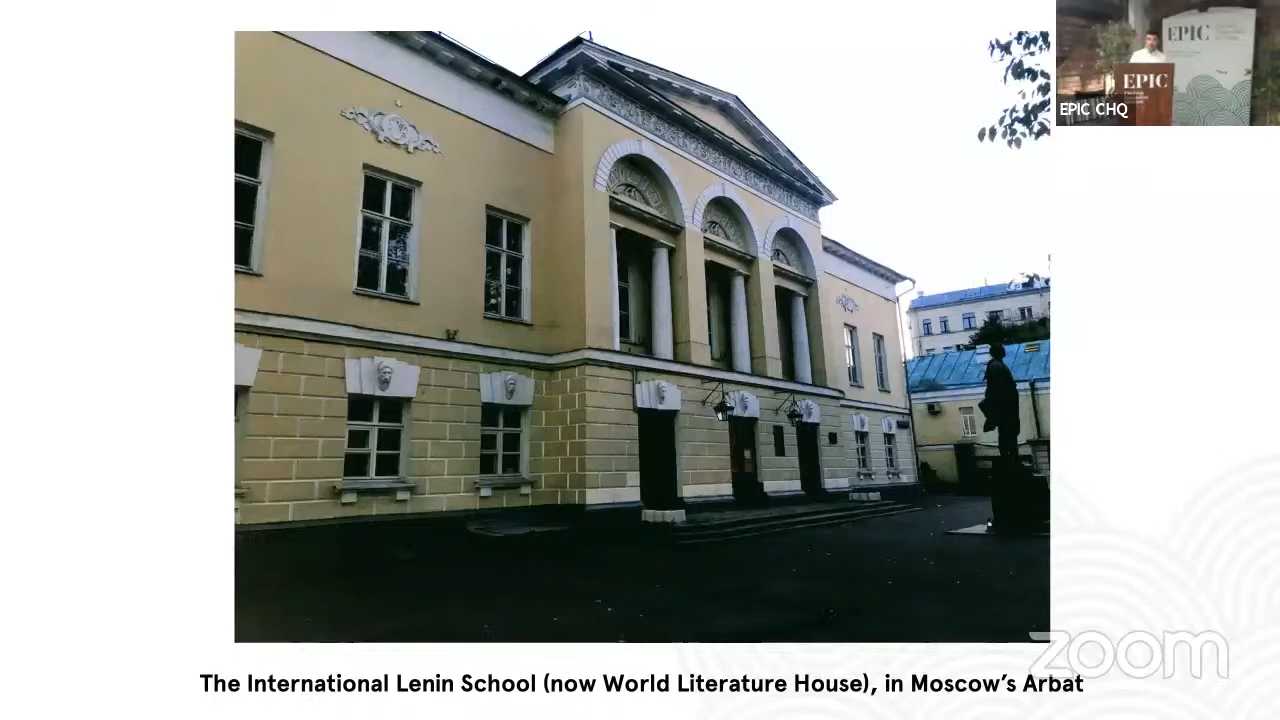 EPIC
EPIC
EPIC CHQ
zoom
The International Lenin School (now World Literature House), in Moscow's Arbat